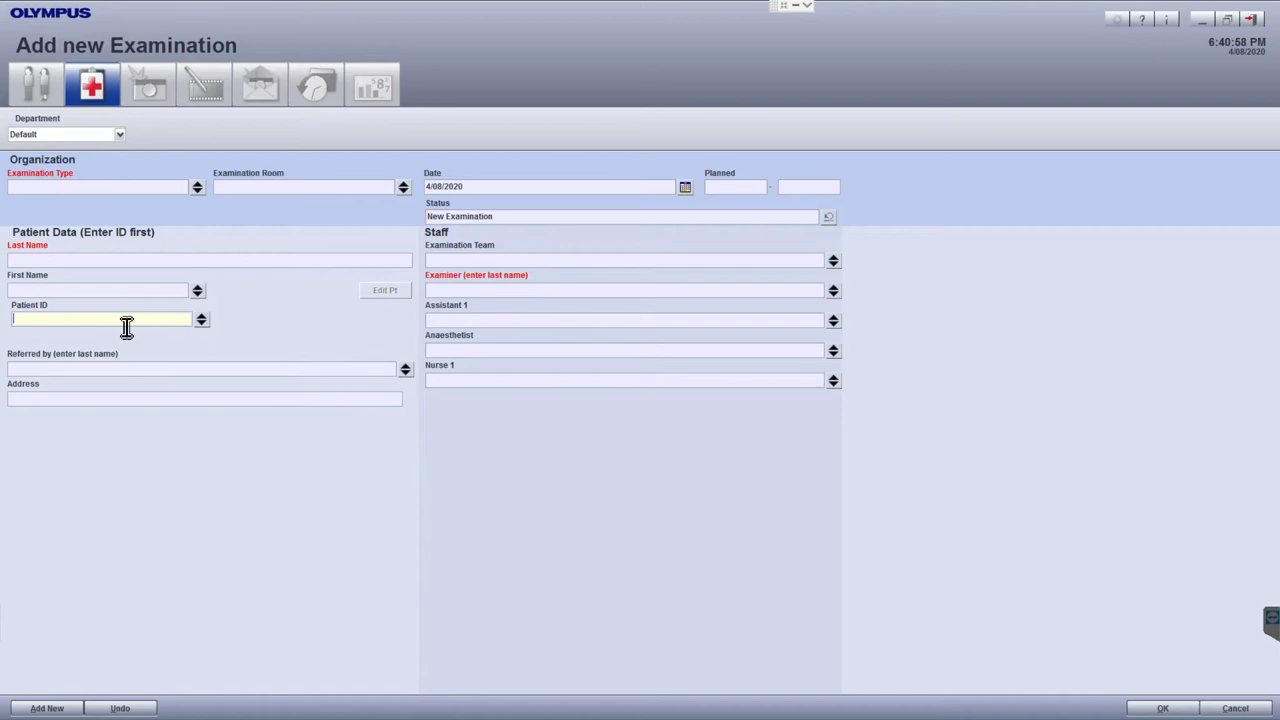 OLYMPUS
Add new Examination
6:40:58 PM
4/08/2020
Department
Default
Organization
Examination Type
Examination Room
Date
Planned
4/08/2020
-
Status
New Examination
Patient Data (Enter ID first)
Staff
Last Name
Examination Team
First Name
Examiner (enter last name)
Edit Pt
Patient ID
Assistant 1
Anaesthetist
Referred by (enter last name)
Nurse 1
Address
Add New
Undo
OK
Cancel